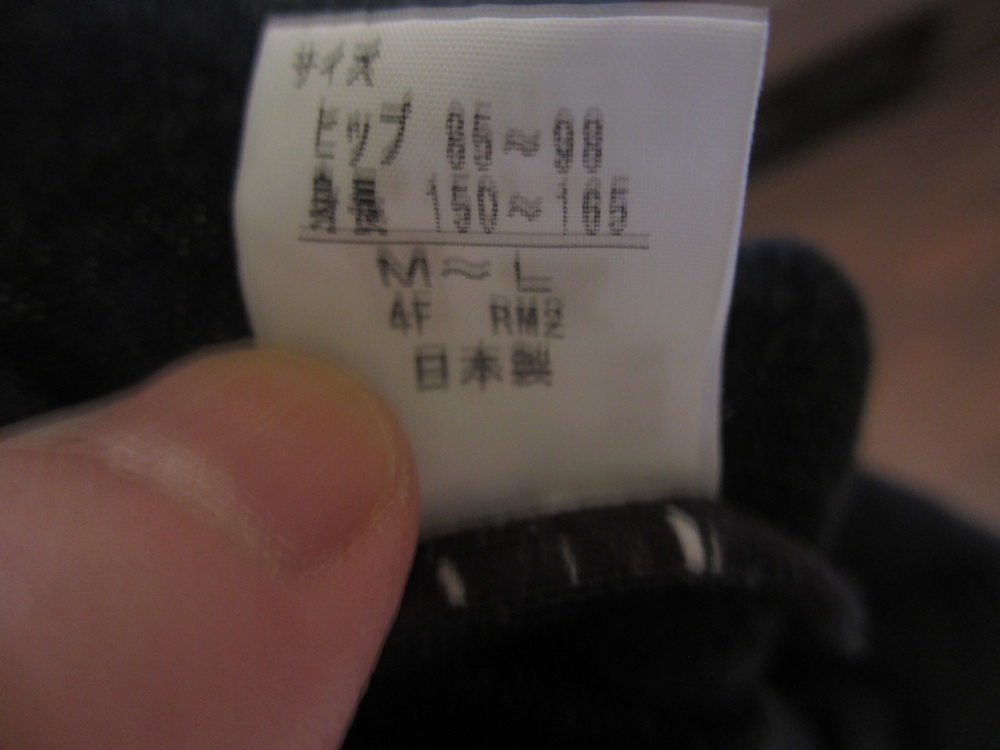 サイズ
ヒップ 85≈98
身長 150≈165
M≈L
4F RM2
日本製